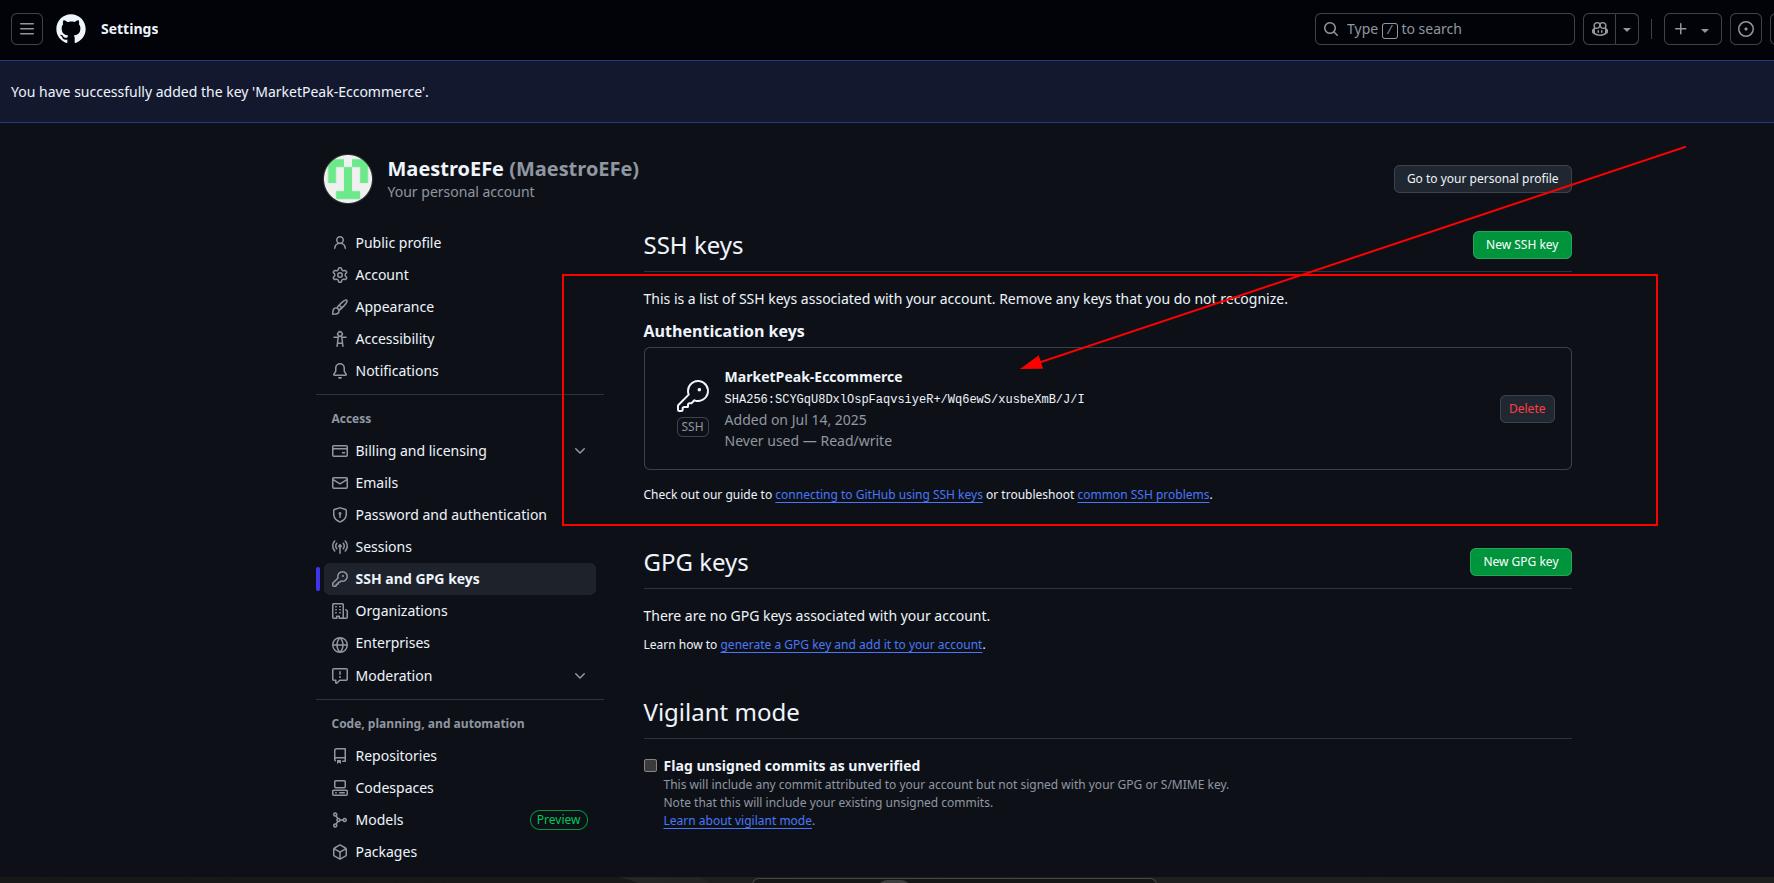 Settings
Type / to search
You have successfully added the key 'MarketPeak-Eccommerce'.
MaestroEFe (MaestroEFe)
Your personal account
Go to your personal profile
Public profile
Account
Appearance
Accessibility
Notifications
Access
Billing and licensing
Emails
Password and authentication
Sessions
SSH and GPG keys
Organizations
Enterprises
Moderation
Code, planning, and automation
Repositories
Codespaces
Models
Preview
Packages
SSH keys
New SSH key
This is a list of SSH keys associated with your account. Remove any keys that you do not recognize.
Authentication keys
MarketPeak-Eccommerce
SHA256:SCYGqU8DxlOspFaqvsiyeR+/Wq6ewS/xusbeXmB/J/I
SSH
Added on Jul 14, 2025
Never used — Read/write
Delete
Check out our guide to connecting to GitHub using SSH keys or troubleshoot common SSH problems.
GPG keys
New GPG key
There are no GPG keys associated with your account.
Learn how to generate a GPG key and add it to your account.
Vigilant mode
Flag unsigned commits as unverified
This will include any commit attributed to your account but not signed with your GPG or S/MIME key.
Note that this will include your existing unsigned commits.
Learn about vigilant mode.